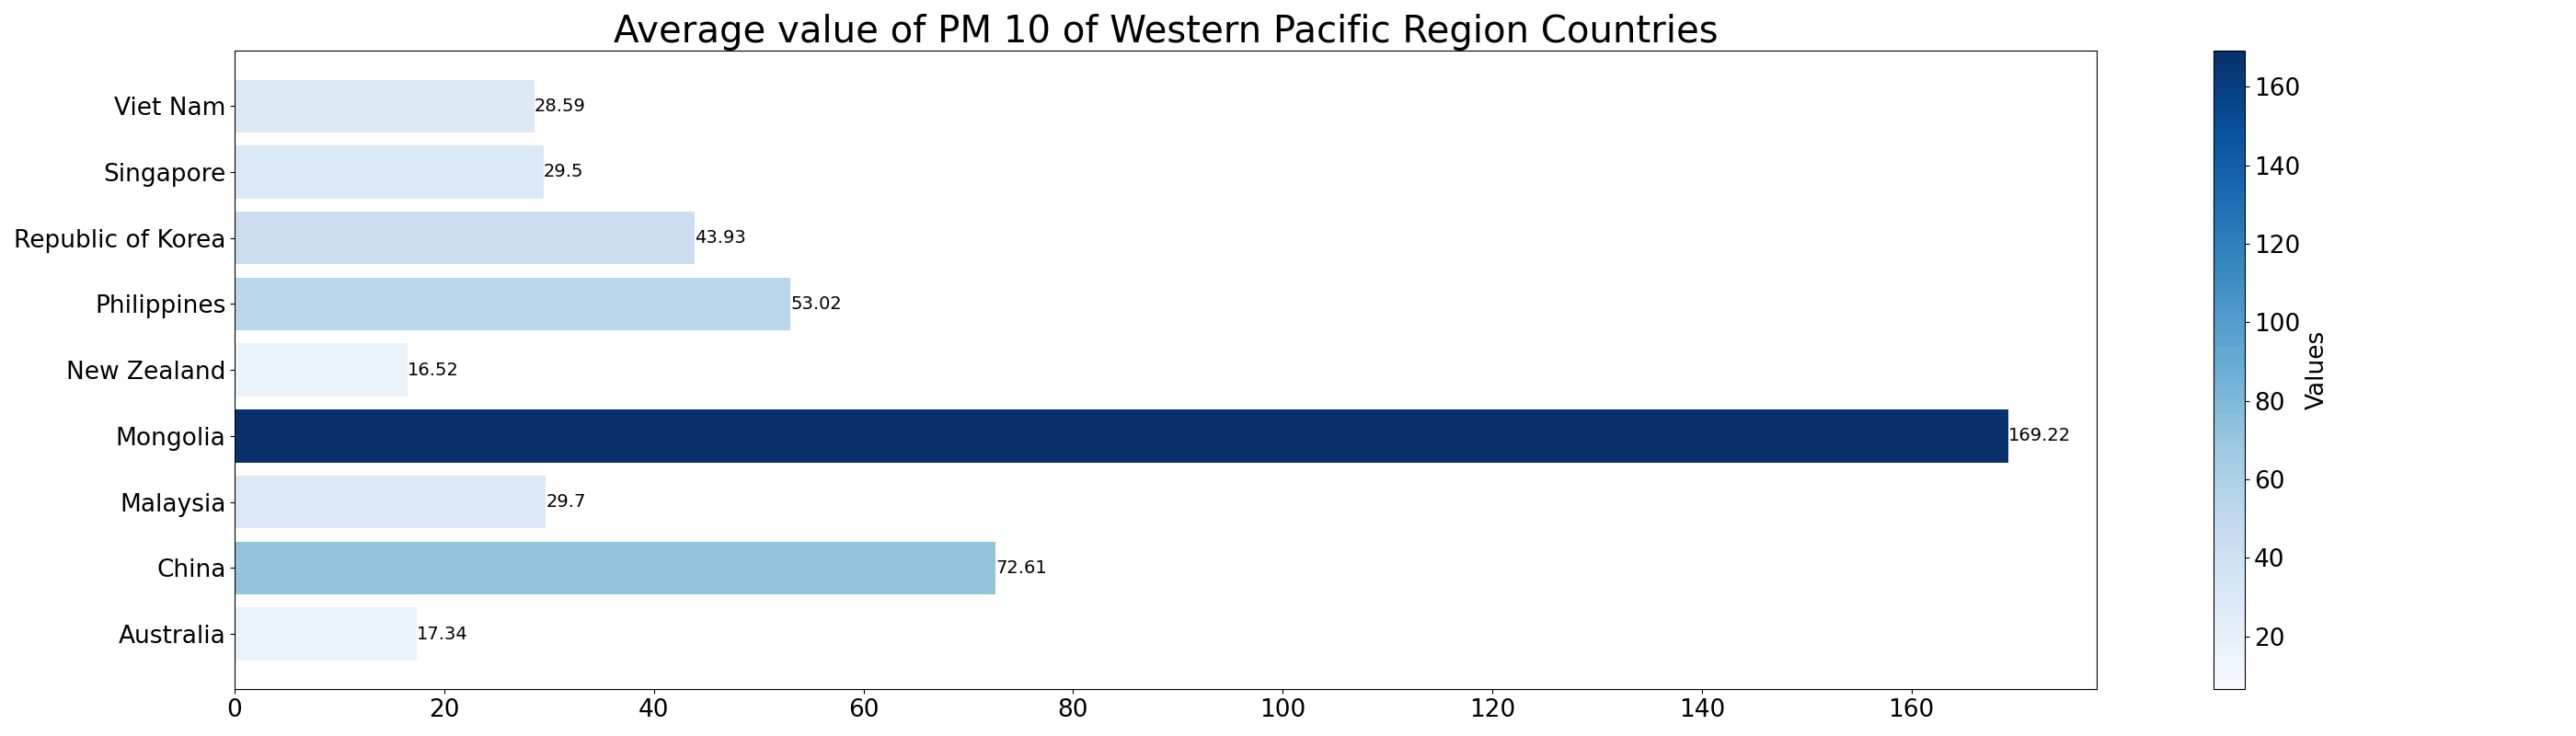 Average value of PM 10 of Western Pacific Region Countries
Viet Nam
28.59
Singapore
29.5
Republic of Korea
43.93
Philippines
53.02
New Zealand
16.52
Mongolia
169.22
Malaysia
29.7
China
72.61
Australia
17.34
0 20 40 60 80 100 120 140 160
160
140
120
100
80
60
40
20
Values